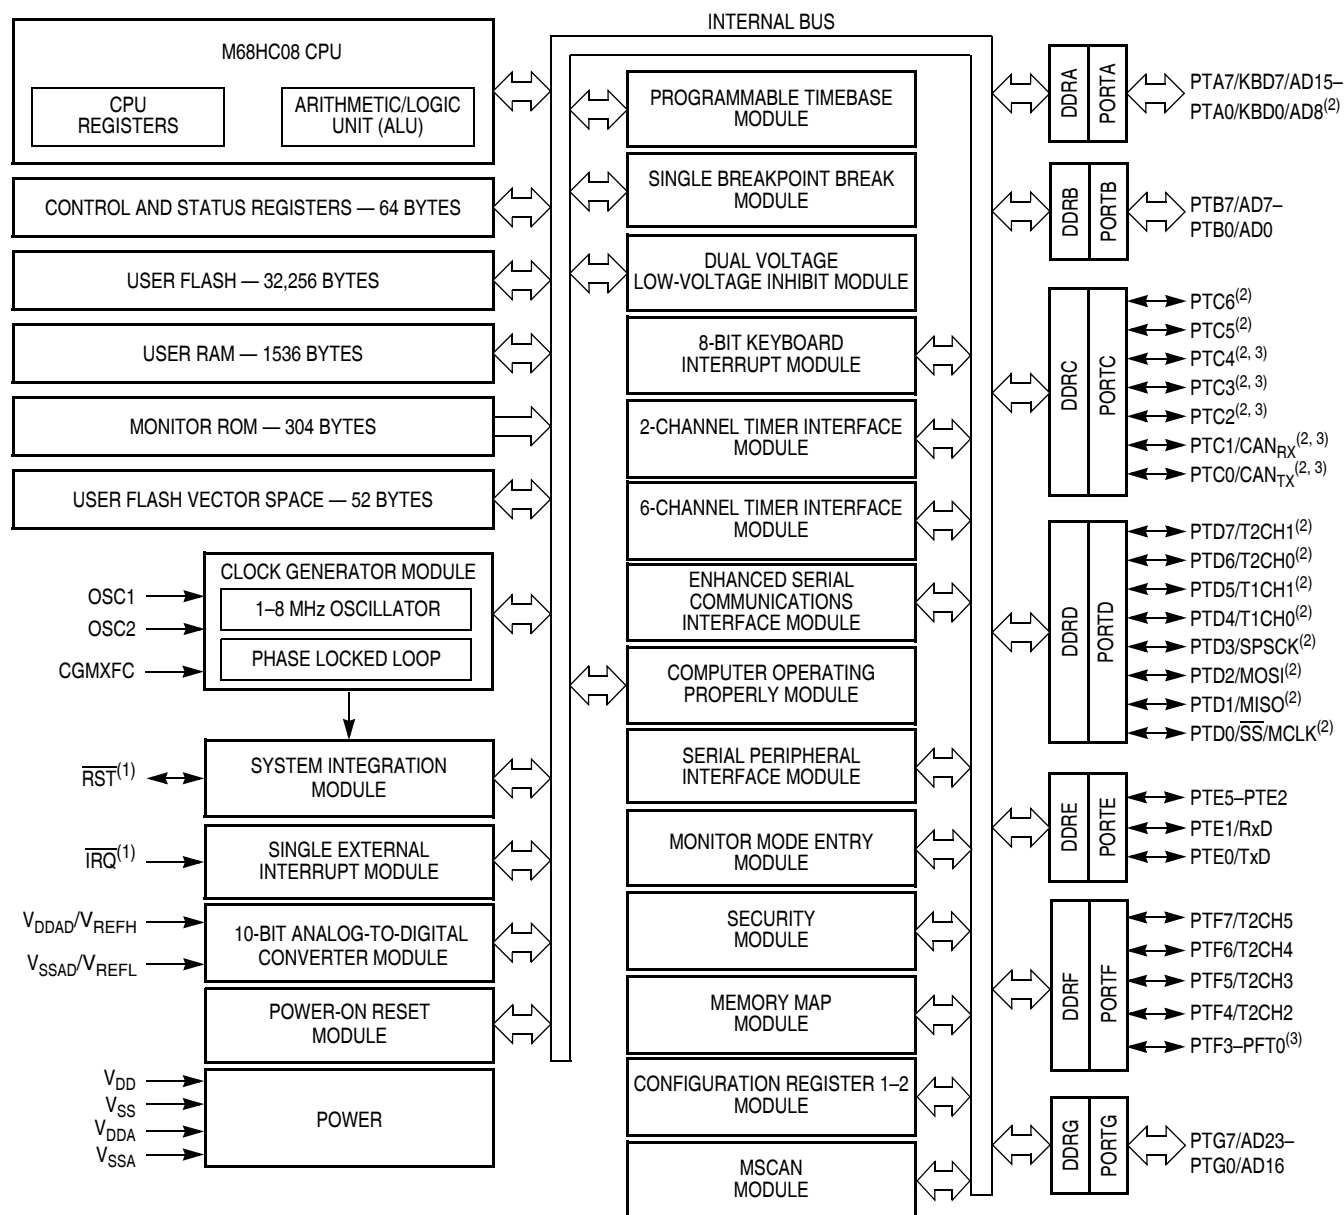 INTERNAL BUS
M68HC08 CPU
CPU
REGISTERS
ARITHMETIC/LOGIC
UNIT (ALU)
CONTROL AND STATUS REGISTERS — 64 BYTES
USER FLASH — 32,256 BYTES
USER RAM — 1536 BYTES
MONITOR ROM — 304 BYTES
USER FLASH VECTOR SPACE — 52 BYTES
CLOCK GENERATOR MODULE
1–8 MHz OSCILLATOR
PHASE LOCKED LOOP
OSC1
OSC2
CGMXFC
SYSTEM INTEGRATION
MODULE
R̅S̅T̅(1)
SINGLE EXTERNAL
INTERRUPT MODULE
I̅R̅Q̅(1)
10-BIT ANALOG-TO-DIGITAL
CONVERTER MODULE
VDDAD/VREFH
VSSAD/VREFL
POWER-ON RESET
MODULE
POWER
VDD
VSS
VDDA
VSSA
PROGRAMMABLE TIMEBASE
MODULE
SINGLE BREAKPOINT BREAK
MODULE
DUAL VOLTAGE
LOW-VOLTAGE INHIBIT MODULE
8-BIT KEYBOARD
INTERRUPT MODULE
2-CHANNEL TIMER INTERFACE
MODULE
6-CHANNEL TIMER INTERFACE
MODULE
ENHANCED SERIAL
COMMUNICATIONS
INTERFACE MODULE
COMPUTER OPERATING
PROPERLY MODULE
SERIAL PERIPHERAL
INTERFACE MODULE
MONITOR MODE ENTRY
MODULE
SECURITY
MODULE
MEMORY MAP
MODULE
CONFIGURATION REGISTER 1–2
MODULE
MSCAN
MODULE
DDRA
PORTA
PTA7/KBD7/AD15–
PTA0/KBD0/AD8(2)
DDRB
PORTB
PTB7/AD7–
PTB0/AD0
DDRC
PORTC
PTC6(2)
PTC5(2)
PTC4(2, 3)
PTC3(2, 3)
PTC2(2, 3)
PTC1/CANRX(2, 3)
PTC0/CANTX(2, 3)
DDRD
PORTD
PTD7/T2CH1(2)
PTD6/T2CH0(2)
PTD5/T1CH1(2)
PTD4/T1CH0(2)
PTD3/SPSCK(2)
PTD2/MOSI(2)
PTD1/MISO(2)
PTD0/S̅S̅/MCLK(2)
DDRE
PORTE
PTE5–PTE2
PTE1/RxD
PTE0/TxD
DDRF
PORTF
PTF7/T2CH5
PTF6/T2CH4
PTF5/T2CH3
PTF4/T2CH2
PTF3–PFT0(3)
DDRG
PORTG
PTG7/AD23–
PTG0/AD16